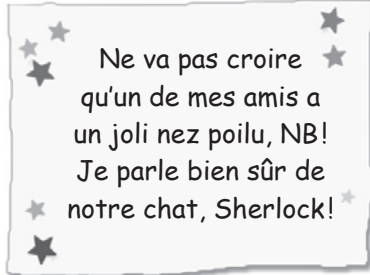 Ne va pas croire
qu'un de mes amis a
un joli nez poilu, NB!
Je parle bien sûr de
notre chat, Sherlock!